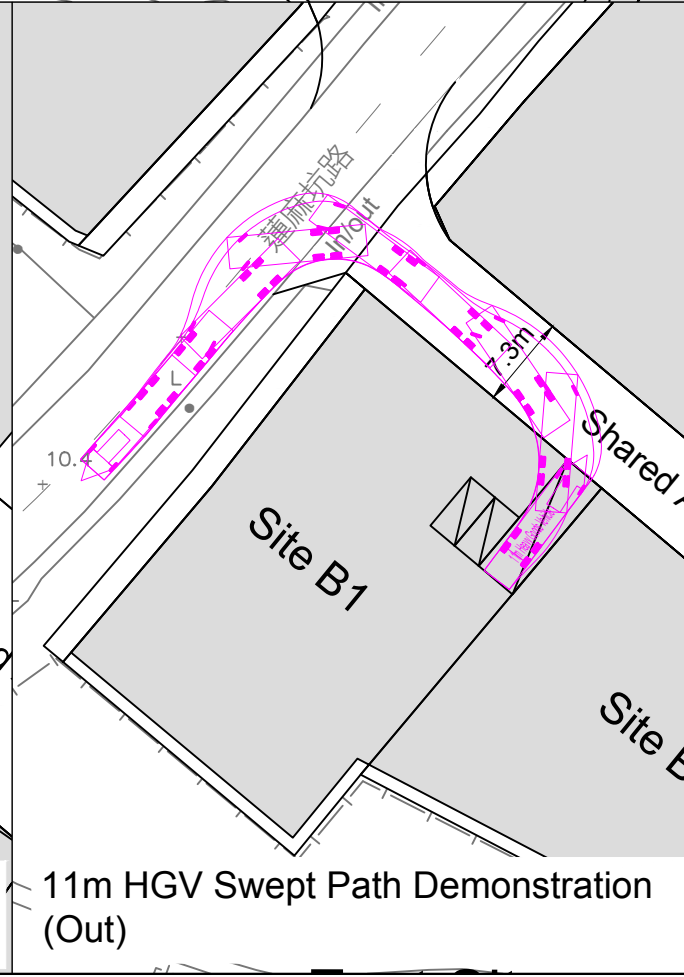 蓮麻坑路
In/out
7.3m
Shared
L
10.4
Site B1
Site
11m HGV Swept Path Demonstration
(Out)